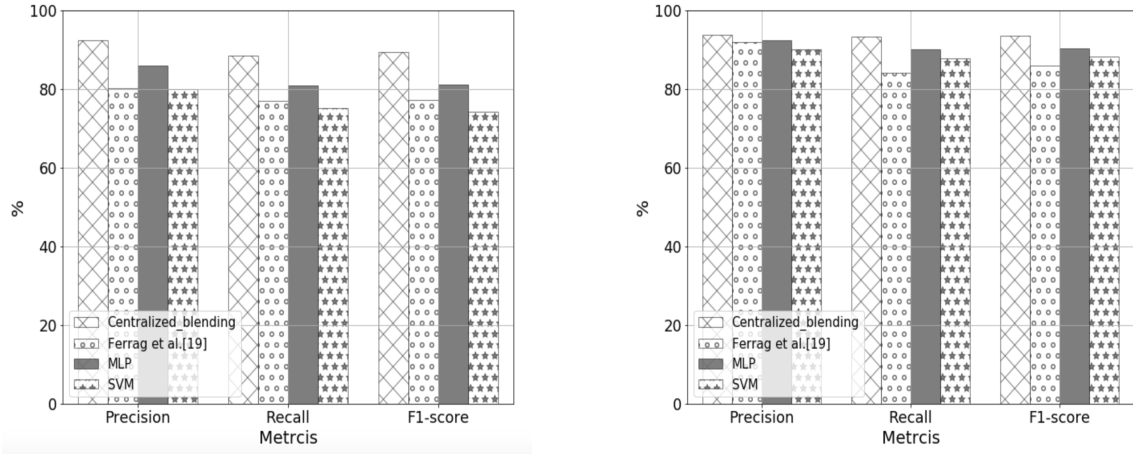 100
80
60
40
20
0
%
Centralized_blending
Ferrag et al.[19]
MLP
SVM
Precision
Recall
F1-score
Metrcis
100
80
60
40
20
0
%
Centralized_blending
Ferrag et al.[19]
MLP
SVM
Precision
Recall
F1-score
Metrcis